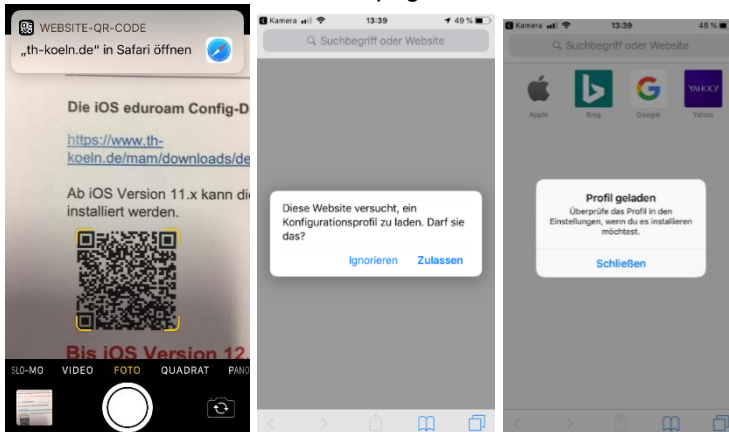 WEBSITE-QR-CODE
„th-koeln.de“ in Safari öffnen
Die iOS eduroam Config-D
https://www.th-
koeln.de/mam/downloads/de
Ab iOS Version 11.x kann di
installiert werden.
Bis iOS Version 12.
SLO-MO VIDEO FOTO QUADRAT PANO
Kamera 13:39 49 %
Suchbegriff oder Website
Diese Website versucht, ein
Konfigurationsprofil zu laden. Darf sie
das?
Ignorieren Zulassen
Kamera 13:39 48 %
Suchbegriff oder Website
YAHOO!
Apple Bing Google Yahoo
Profil geladen
Überprüfe das Profil in den
Einstellungen, wenn du es installieren
möchtest.
Schließen